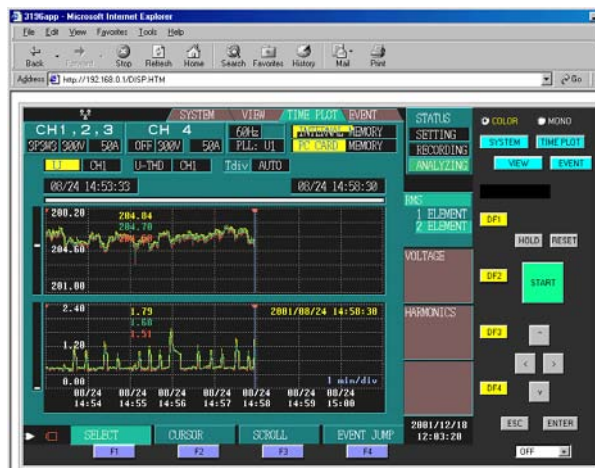 3196app - Microsoft Internet Explorer
File Edit View Favorites Tools Help
Back Forward Stop Refresh Home Search Favorites History Mail Print
Address http://192.168.0.1/DISP.HTM Go
SYSTEM VIEW TIME PLOT EVENT
CH1,2,3 CH 4 60Hz INTERNAL MEMORY
3P3W3 300V 50A OFF 300V 50A PLL: U1 PC CARD MEMORY
U1 CH1 U-THD CH1 Tdiv AUTO
08/24 14:53:33 08/24 14:58:30
208.20 204.84
204.70
204.60
201.00
2.40 1.79 2001/08/24 14:58:30
1.60
1.20 1.51
0.00 1 min/div
08/24 08/24 08/24 08/24 08/24 08/24 08/24
14:54 14:55 14:56 14:57 14:58 14:59 15:00
SELECT CURSOR SCROLL EVENT JUMP
F1 F2 F3 F4
STATUS
SETTING
RECORDING
ANALYZING
RMS
1 ELEMENT
2 ELEMENT
VOLTAGE
HARMONICS
2001/12/18
12:03:20
COLOR MONO
SYSTEM TIME PLOT
VIEW EVENT
DF1
HOLD RESET
DF2 START
DF3 ^
< >
DF4 v
ESC ENTER
OFF